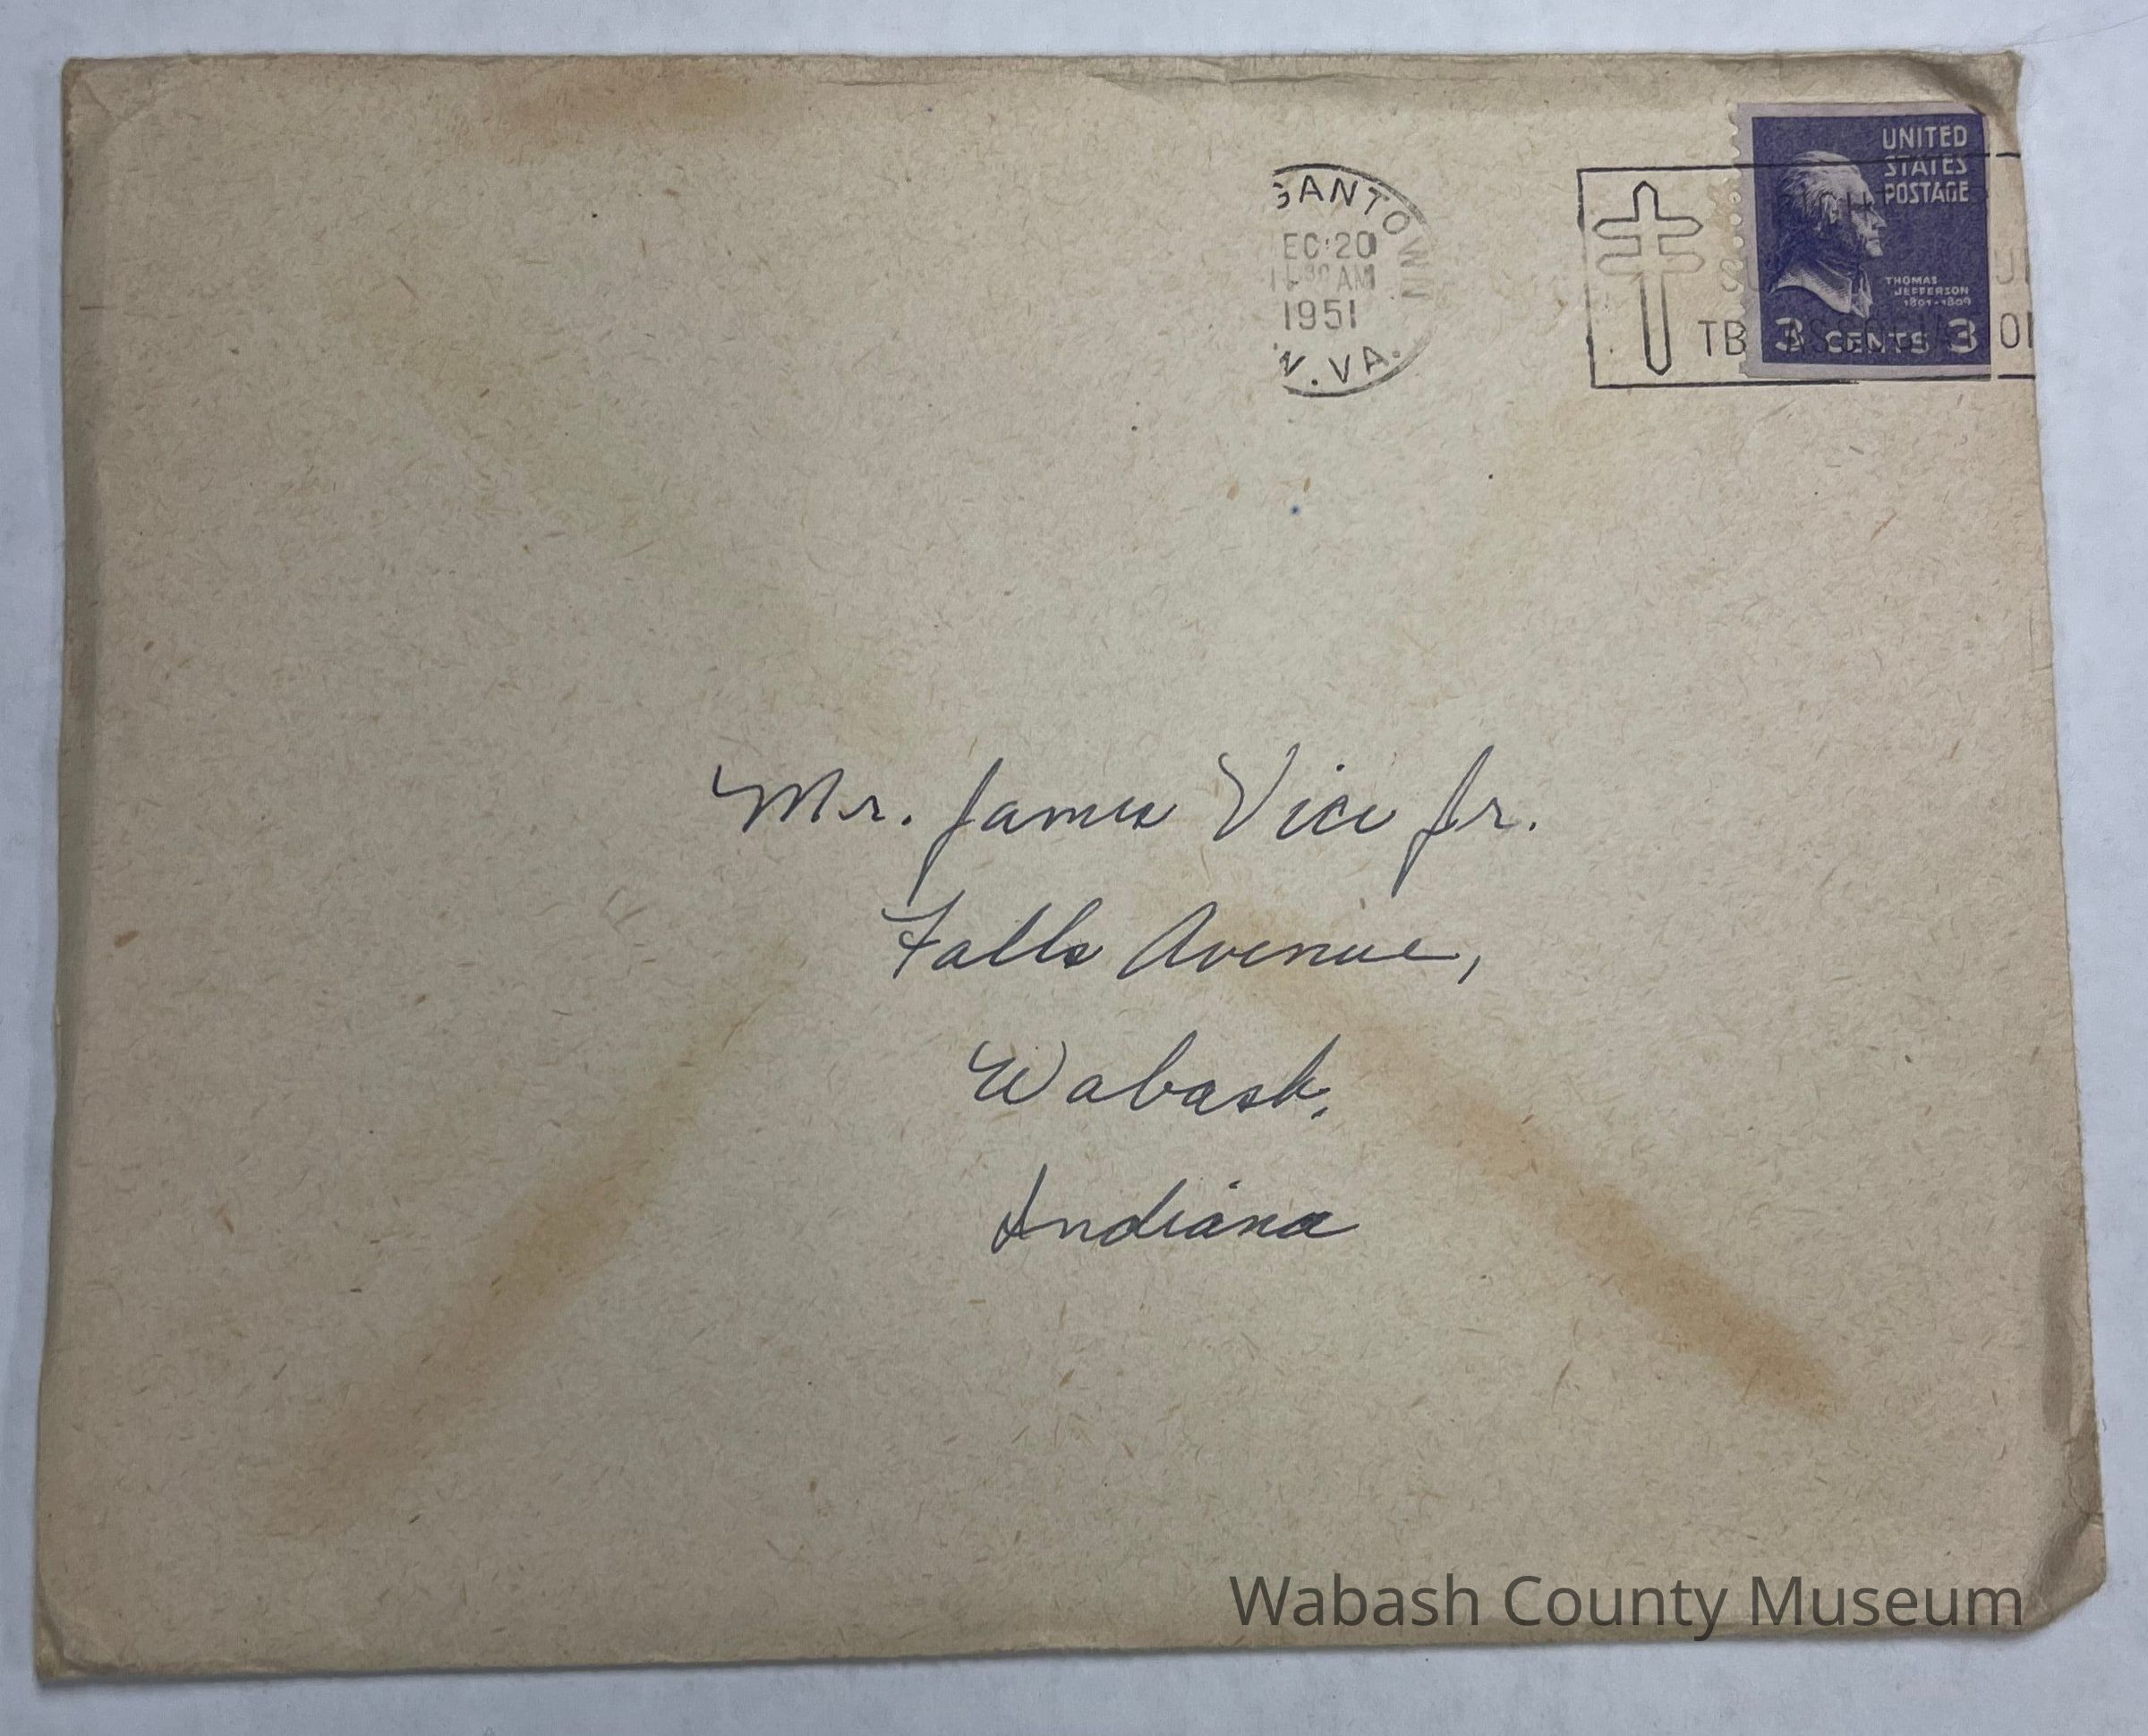 UNITED
STATES
POSTAGE
THOMAS
JEFFERSON
1801-1809
3 CENTS 3
GANTOWN
EC 20
AM
1951
W.VA.
TB
Mr. James Vice Jr.
Falls Avenue,
Wabash,
Indiana
Wabash County Museum